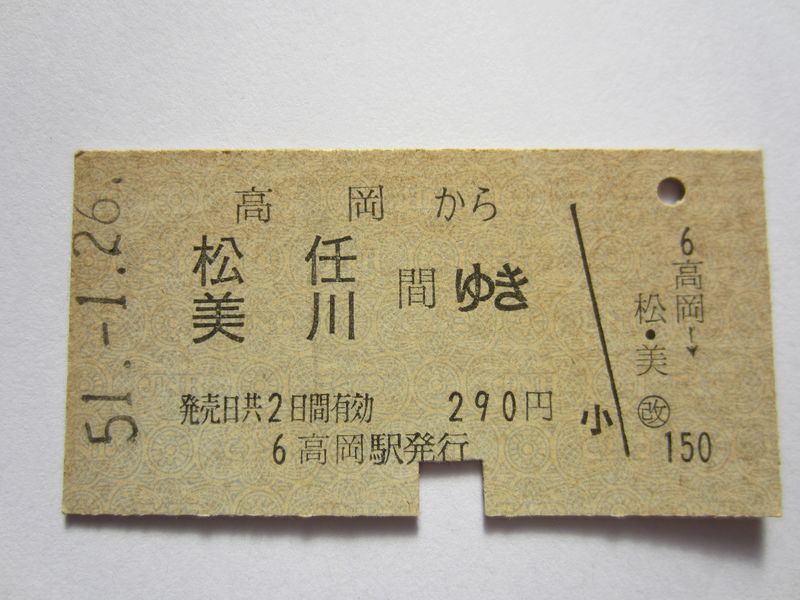 51.-1.26.
高岡から
松任
美川
間ゆき
発売日共2日間有効 290円
6高岡駅発行
小
6高岡→
松・美
㊢改
150